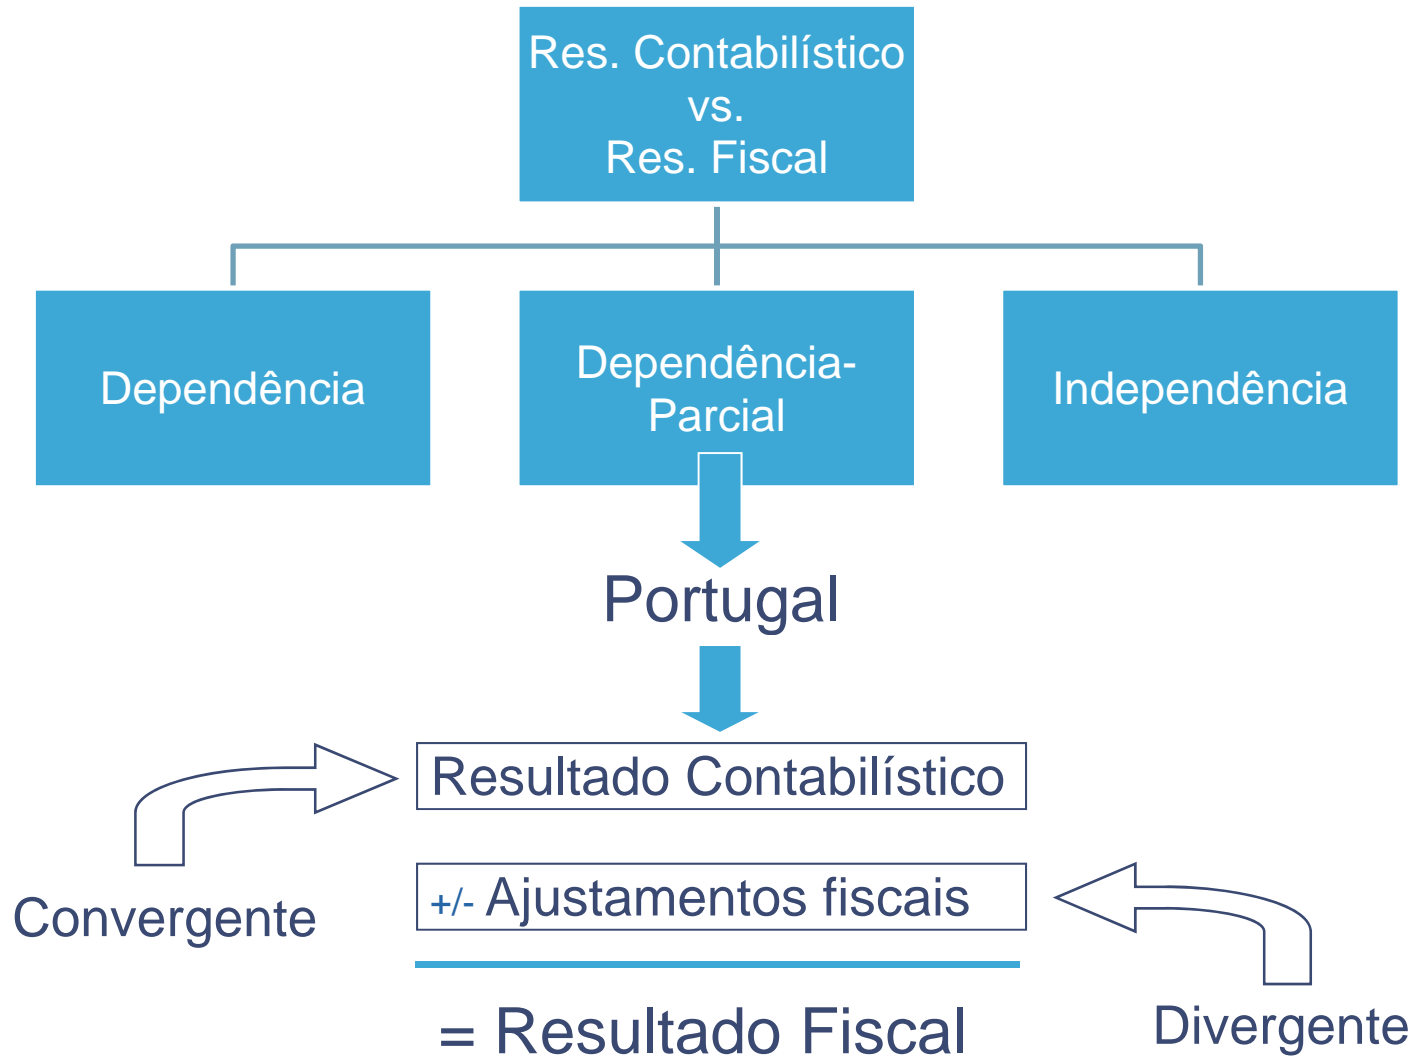 Res. Contabilístico
vs.
Res. Fiscal
Dependência
Dependência-
Parcial
Independência
Portugal
Resultado Contabilístico
+/- Ajustamentos fiscais
Convergente
= Resultado Fiscal
Divergente